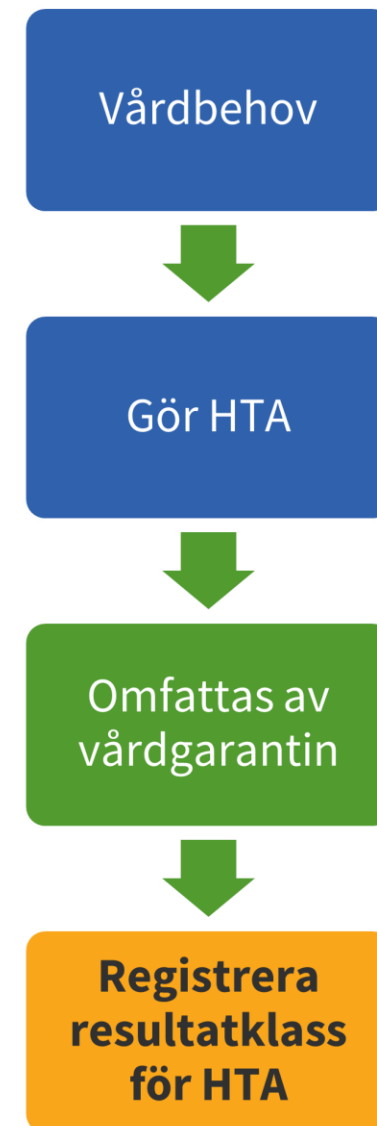 Vårdbehov
Gör HTA
Omfattas av
vårdgarantin
Registrera
resultatklass
för HTA